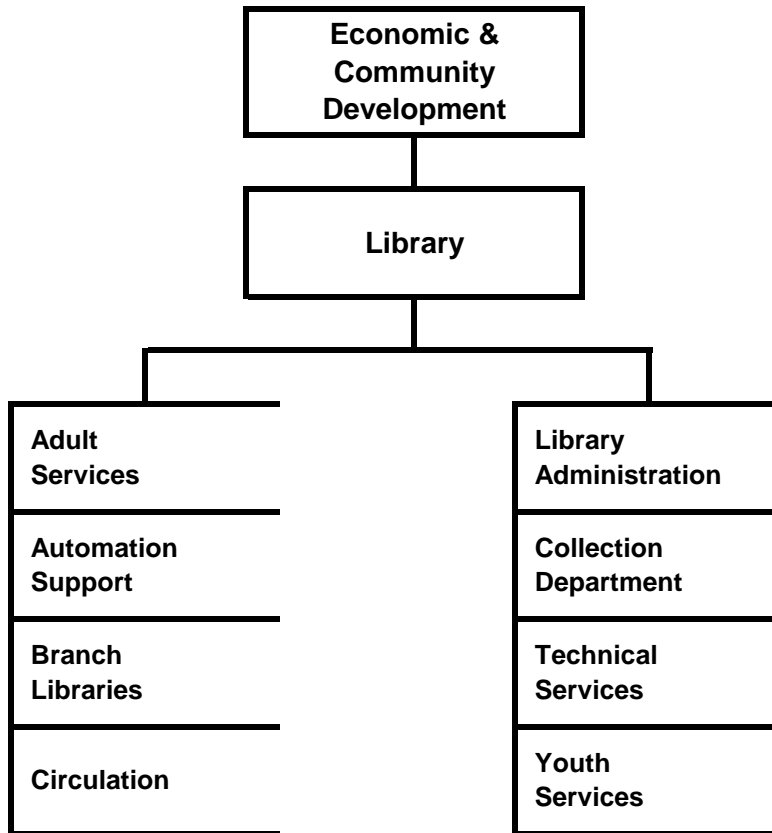 Economic &
Community
Development
Library
Adult
Services
Automation
Support
Branch
Libraries
Circulation
Library
Administration
Collection
Department
Technical
Services
Youth
Services